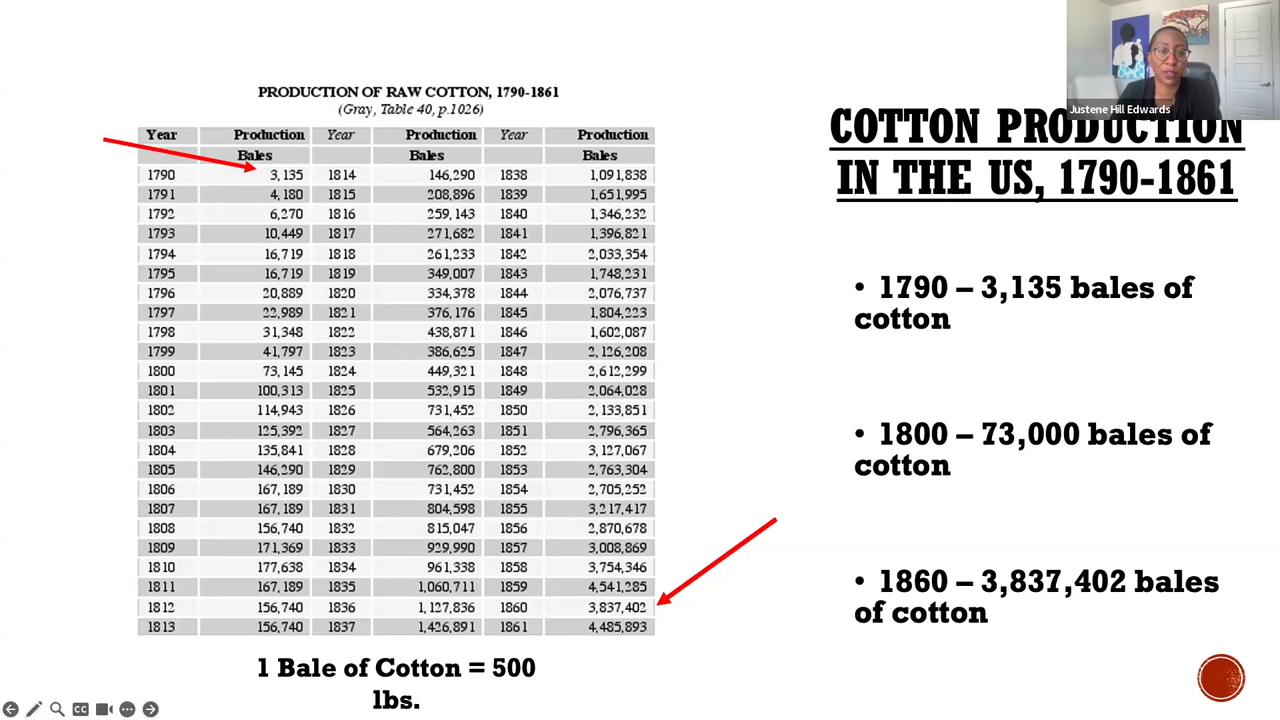 Justene Hill Edwards
COTTON PRODUCTION
IN THE US, 1790-1861
PRODUCTION OF RAW COTTON, 1790-1861
(Gray, Table 40, p.1026)
Year Production Year Production Year Production
Bales Bales Bales
1790 3,135 1814 146,290 1838 1,091,838
1791 4,180 1815 208,896 1839 1,651,995
1792 6,270 1816 259,143 1840 1,346,232
1793 10,449 1817 271,682 1841 1,396,821
1794 16,719 1818 261,233 1842 2,033,354
1795 16,719 1819 349,007 1843 1,748,231
1796 20,889 1820 334,378 1844 2,076,737
1797 22,989 1821 376,176 1845 1,804,223
1798 31,348 1822 438,871 1846 1,602,087
1799 41,797 1823 386,625 1847 2,126,208
1800 73,145 1824 449,321 1848 2,612,299
1801 100,313 1825 532,915 1849 2,064,028
1802 114,943 1826 731,452 1850 2,133,851
1803 125,392 1827 564,263 1851 2,796,365
1804 135,841 1828 679,206 1852 3,127,067
1805 146,290 1829 762,800 1853 2,763,304
1806 167,189 1830 731,452 1854 2,705,252
1807 167,189 1831 804,598 1855 3,217,417
1808 156,740 1832 815,047 1856 2,870,678
1809 171,369 1833 929,990 1857 3,008,869
1810 177,638 1834 961,338 1858 3,754,346
1811 167,189 1835 1,060,711 1859 4,541,285
1812 156,740 1836 1,127,836 1860 3,837,402
1813 156,740 1837 1,426,891 1861 4,485,893
1 Bale of Cotton = 500
lbs.
• 1790 – 3,135 bales of
cotton
• 1800 – 73,000 bales of
cotton
• 1860 – 3,837,402 bales
of cotton
CC